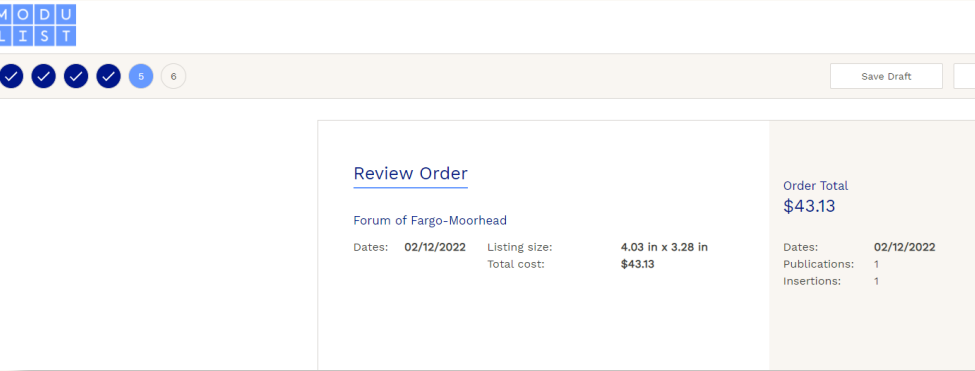 MODU
LIST
5 6 Save Draft
Review Order
Order Total
$43.13
Forum of Fargo-Moorhead
Dates: 02/12/2022 Listing size: 4.03 in x 3.28 in
Total cost: $43.13
Dates: 02/12/2022
Publications: 1
Insertions: 1